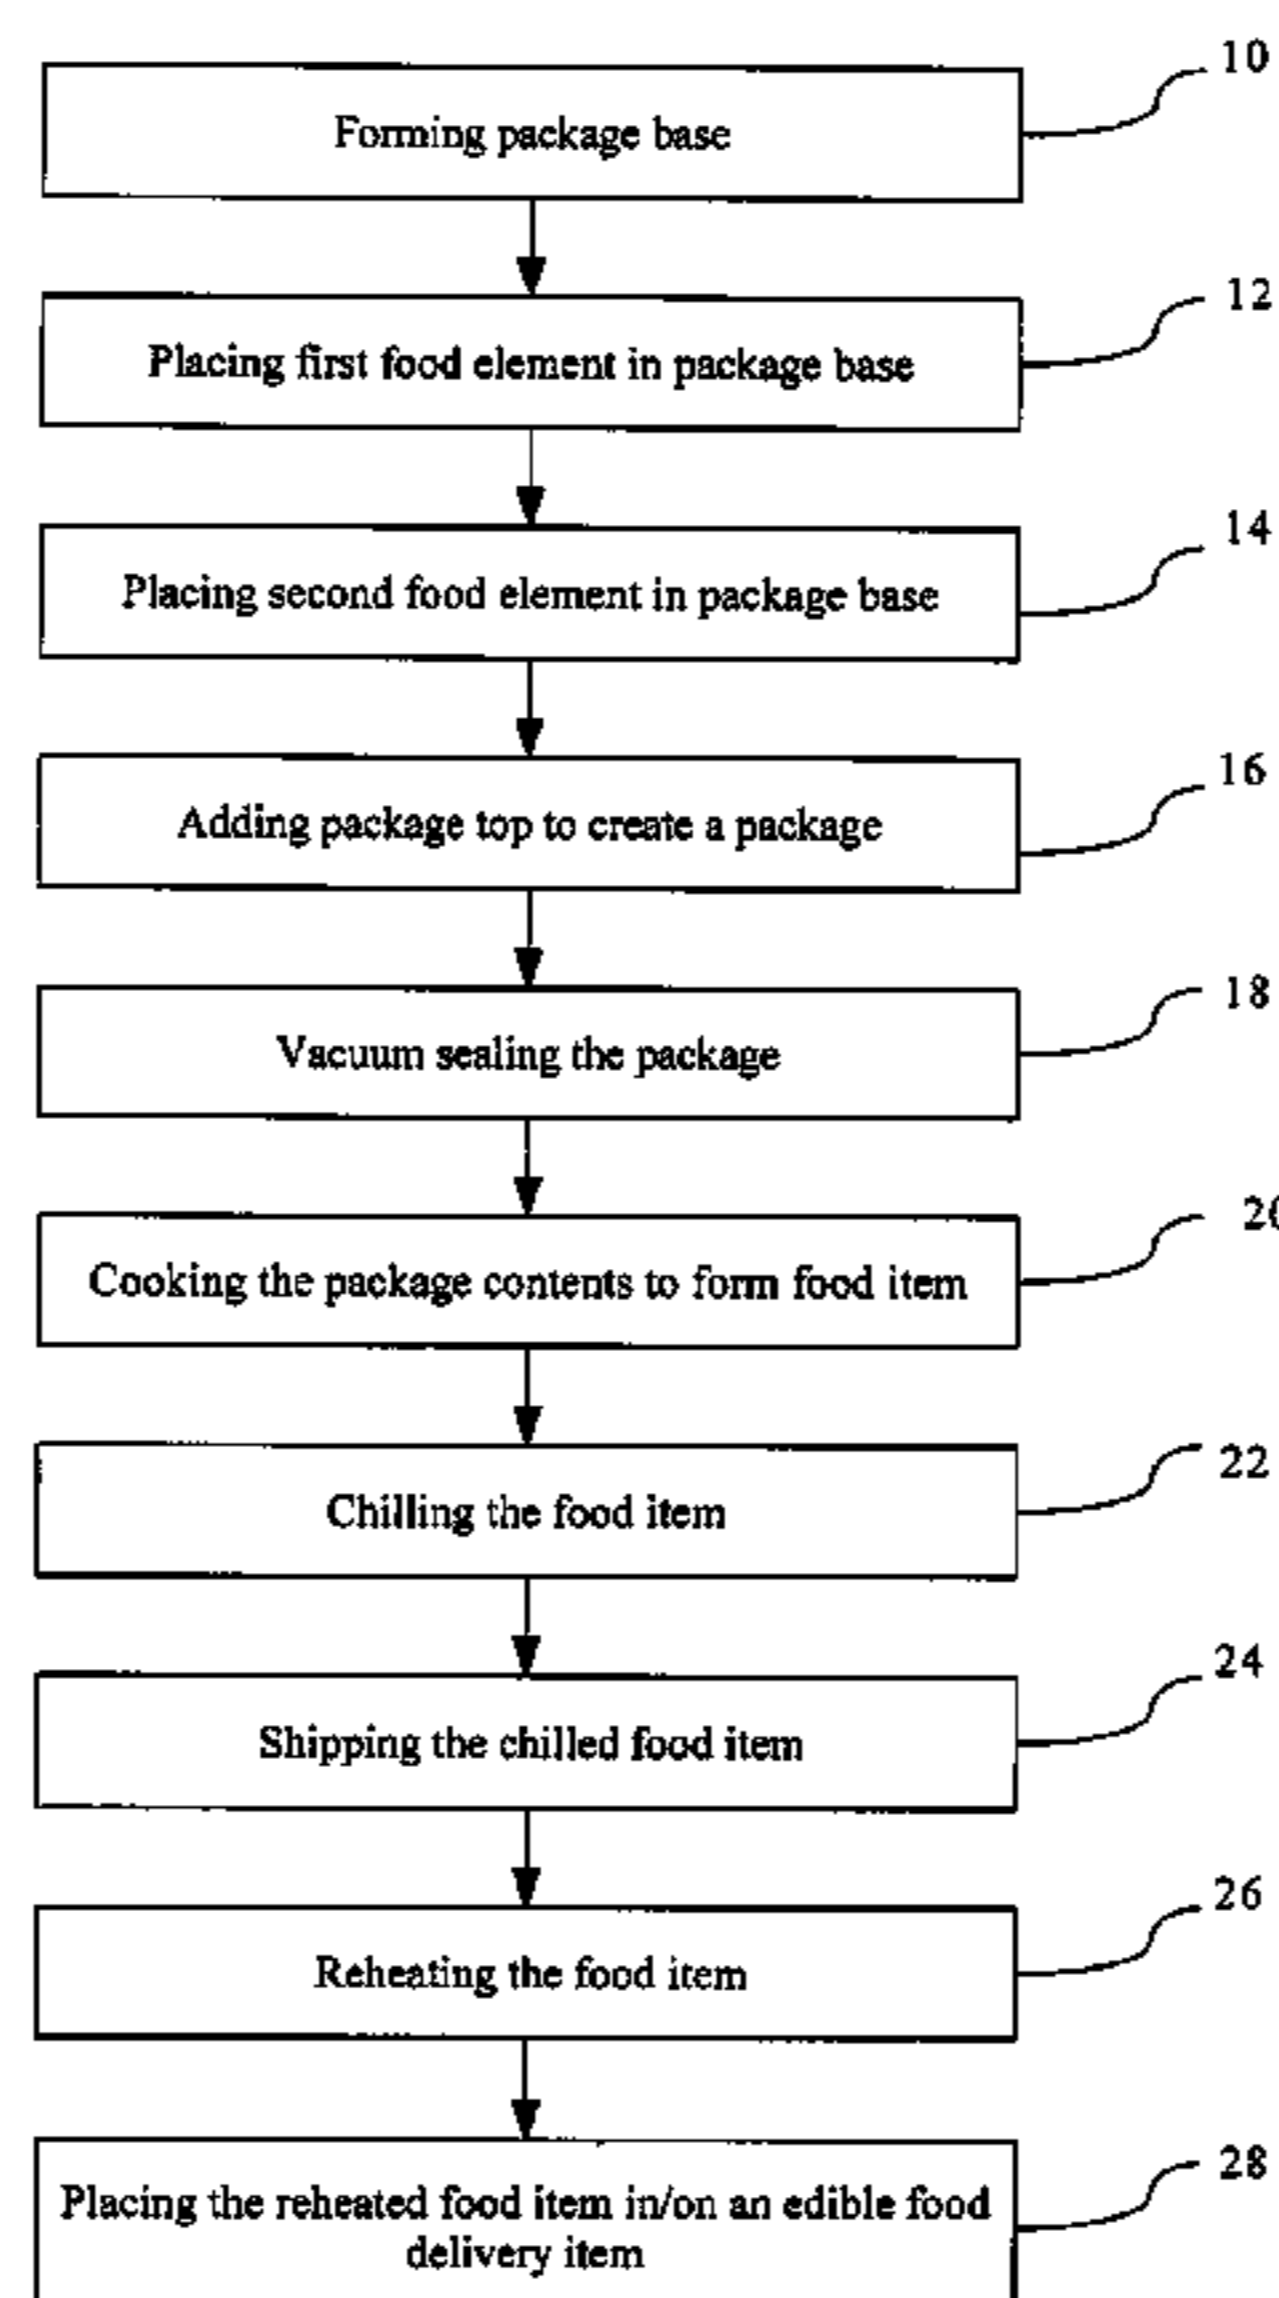 10
Forming package base
12
Placing first food element in package base
14
Placing second food element in package base
16
Adding package top to create a package
18
Vacuum sealing the package
20
Cooking the package contents to form food item
22
Chilling the food item
24
Shipping the chilled food item
26
Reheating the food item
28
Placing the reheated food item in/on an edible food
delivery item